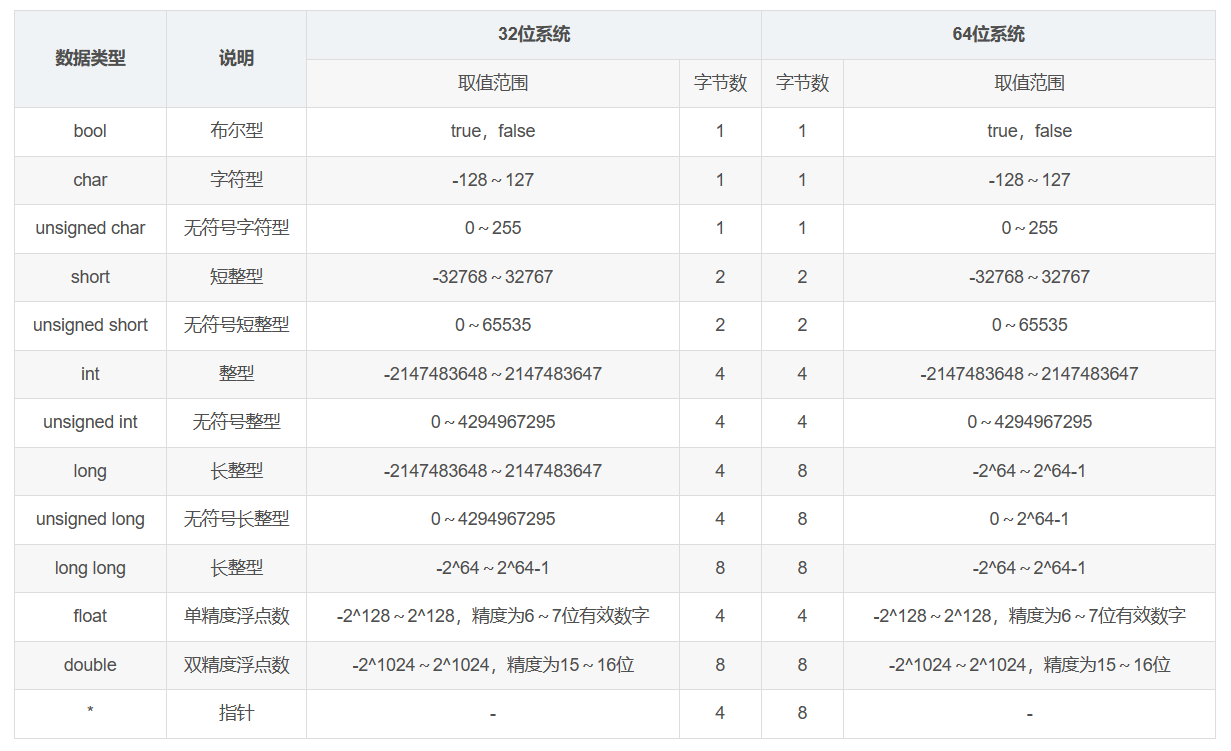 数据类型 说明 32位系统 64位系统
取值范围 字节数 字节数 取值范围
bool 布尔型 true，false 1 1 true，false
char 字符型 -128～127 1 1 -128～127
unsigned char 无符号字符型 0～255 1 1 0～255
short 短整型 -32768～32767 2 2 -32768～32767
unsigned short 无符号短整型 0～65535 2 2 0～65535
int 整型 -2147483648～2147483647 4 4 -2147483648～2147483647
unsigned int 无符号整型 0～4294967295 4 4 0～4294967295
long 长整型 -2147483648～2147483647 4 8 -2^64～2^64-1
unsigned long 无符号长整型 0～4294967295 4 8 0～2^64-1
long long 长整型 -2^64～2^64-1 8 8 -2^64～2^64-1
float 单精度浮点数 -2^128～2^128，精度为6～7位有效数字 4 4 -2^128～2^128，精度为6～7位有效数字
double 双精度浮点数 -2^1024～2^1024，精度为15～16位 8 8 -2^1024～2^1024，精度为15～16位
* 指针 - 4 8 -